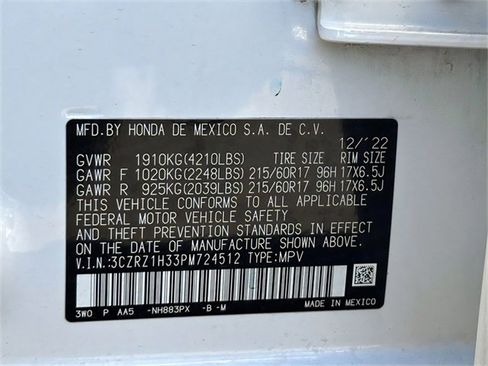 MFD.BY HONDA DE MEXICO S.A. DE C.V.
12/'22
GVWR 1910KG(4210LBS) TIRE SIZE RIM SIZE
GAWR F 1020KG(2248LBS) 215/60R17 96H 17X6.5J
GAWR R 925KG(2039LBS) 215/60R17 96H 17X6.5J
THIS VEHICLE CONFORMS TO ALL APPLICABLE
FEDERAL MOTOR VEHICLE SAFETY
AND THEFT PREVENTION STANDARDS IN EFFECT
ON THE DATE OF MANUFACTURE SHOWN ABOVE.
V.I.N.:3CZRZ1H33PM724512 TYPE:MPV
3WO P AA5 -NH883PX -B -M MADE IN MEXICO